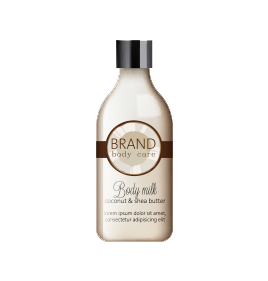 BRAND
body care
Body milk
coconut & shea butter
lorem ipsum dolor sit amet,
consectetur adipiscing elit